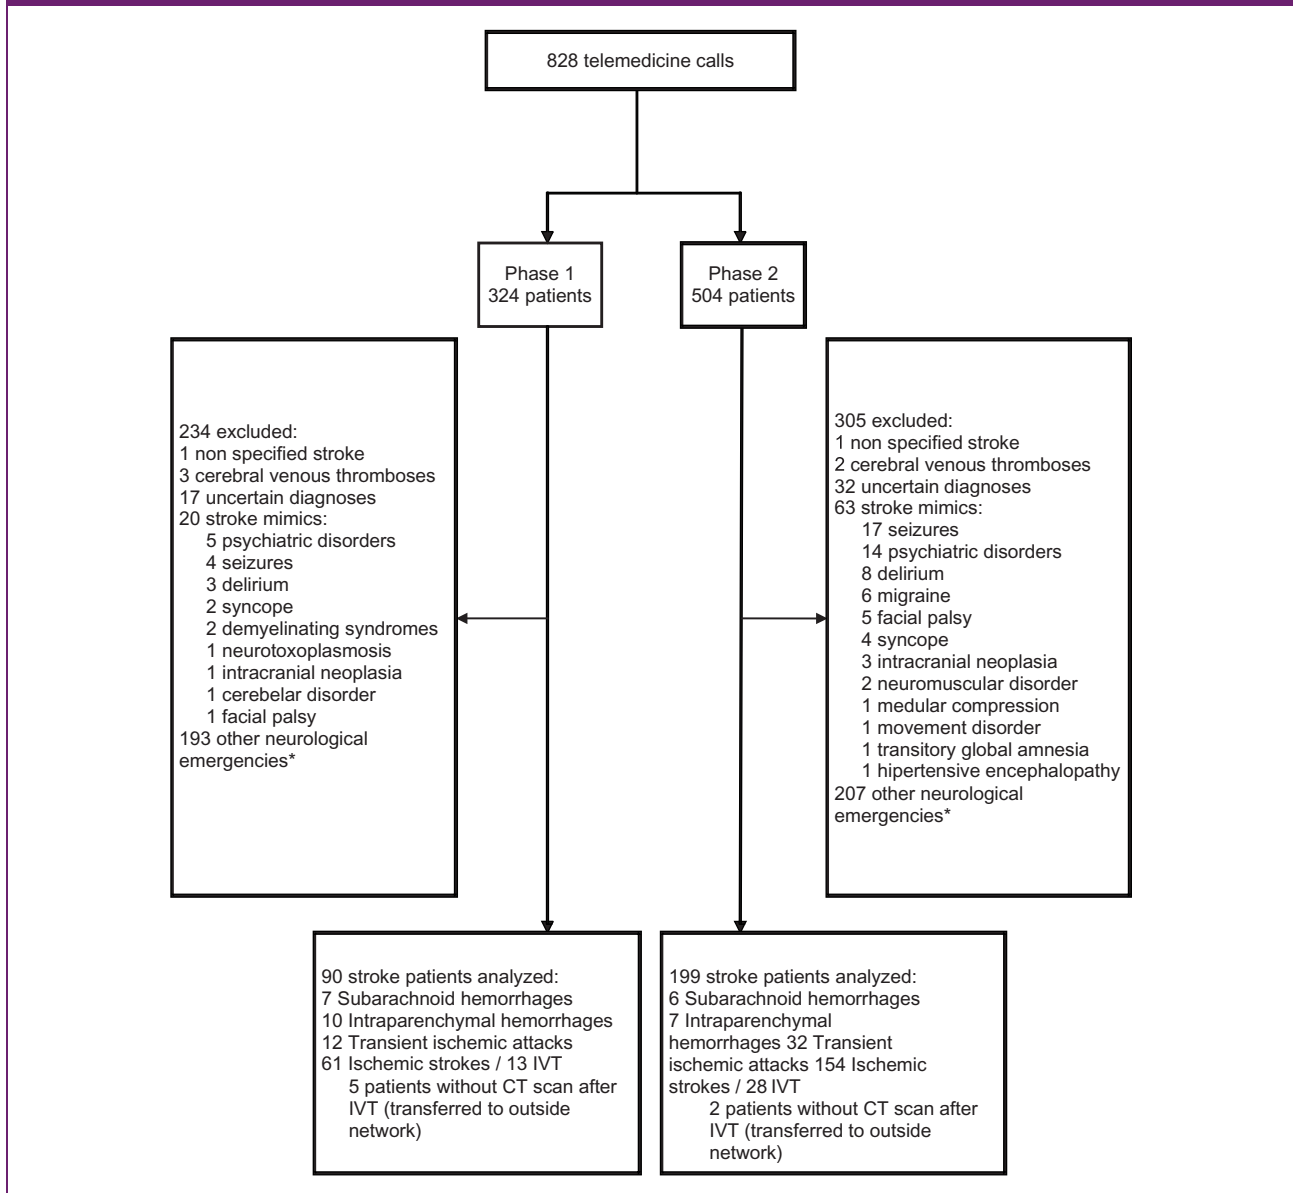 828 telemedicine calls
Phase 1
324 patients
Phase 2
504 patients
234 excluded:
1 non specified stroke
3 cerebral venous thromboses
17 uncertain diagnoses
20 stroke mimics:
5 psychiatric disorders
4 seizures
3 delirium
2 syncope
2 demyelinating syndromes
1 neurotoxoplasmosis
1 intracranial neoplasia
1 cerebelar disorder
1 facial palsy
193 other neurological
emergencies*
305 excluded:
1 non specified stroke
2 cerebral venous thromboses
32 uncertain diagnoses
63 stroke mimics:
17 seizures
14 psychiatric disorders
8 delirium
6 migraine
5 facial palsy
4 syncope
3 intracranial neoplasia
2 neuromuscular disorder
1 medular compression
1 movement disorder
1 transitory global amnesia
1 hipertensive encephalopathy
207 other neurological
emergencies*
90 stroke patients analyzed:
7 Subarachnoid hemorrhages
10 Intraparenchymal hemorrhages
12 Transient ischemic attacks
61 Ischemic strokes / 13 IVT
5 patients without CT scan after
IVT (transferred to outside
network)
199 stroke patients analyzed:
6 Subarachnoid hemorrhages
7 Intraparenchymal
hemorrhages 32 Transient
ischemic attacks 154 Ischemic
strokes / 28 IVT
2 patients without CT scan after
IVT (transferred to outside
network)